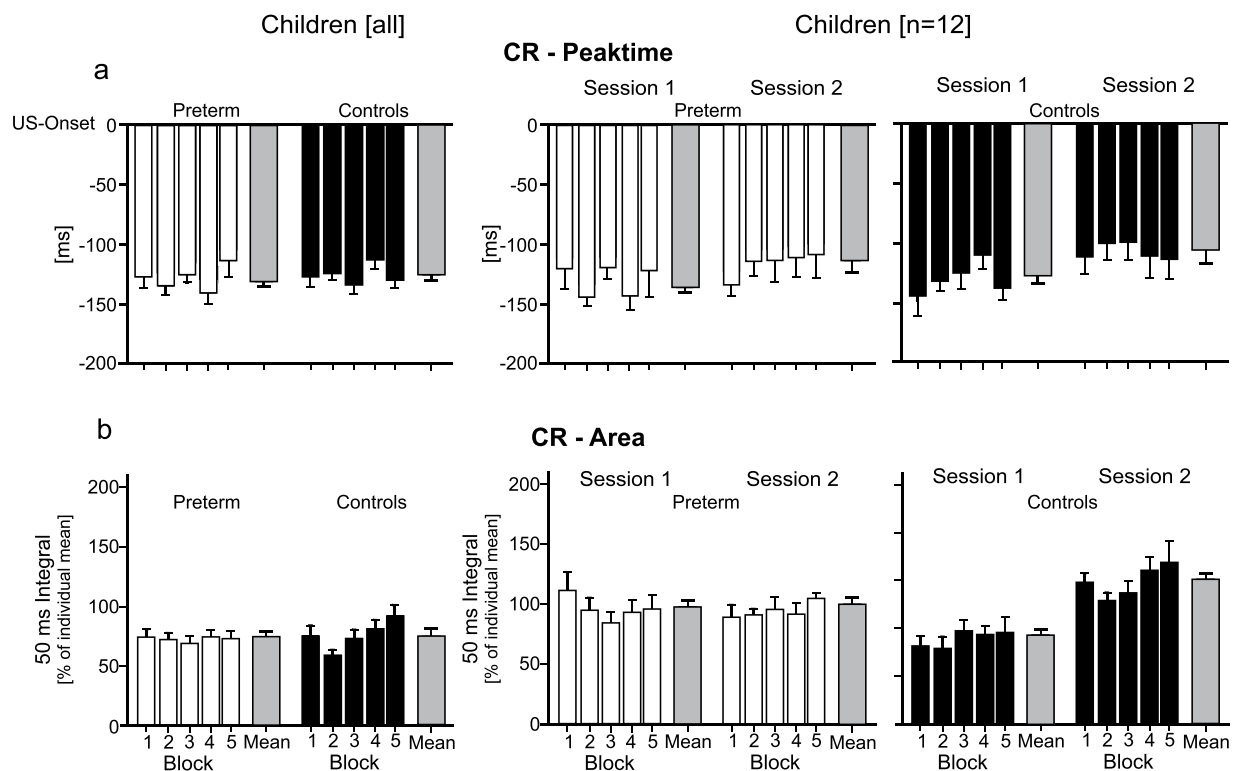 Children [all]
Children [n=12]
CR - Peaktime
a
Session 1
Session 2
Session 1
Session 2
Preterm
Controls
Preterm
Controls
US-Onset
0
-50
-100
-150
-200
[ms]
0
-50
-100
-150
-200
[ms]
b
CR - Area
Session 1
Session 2
Session 1
Session 2
Preterm
Controls
Preterm
Controls
200
150
100
50
0
50 ms Integral
[% of individual mean]
200
150
100
50
0
50 ms Integral
[% of individual mean]
1 2 3 4 5 Mean 1 2 3 4 5 Mean
Block Block
1 2 3 4 5 Mean 1 2 3 4 5 Mean
Block Block
1 2 3 4 5 Mean 1 2 3 4 5 Mean
Block Block